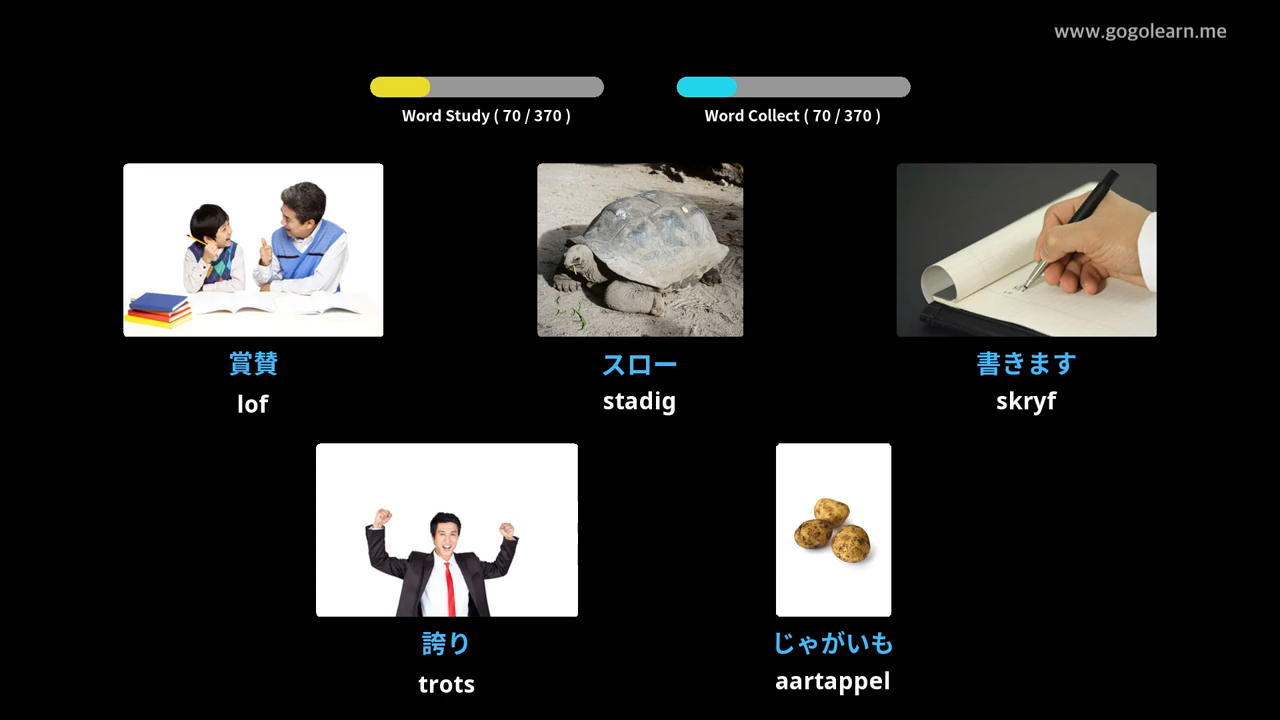 www.gogolearn.me
Word Study ( 70 / 370 )
Word Collect ( 70 / 370 )
賞賛
lof
スロー
stadig
書きます
skryf
誇り
trots
じゃがいも
aartappel